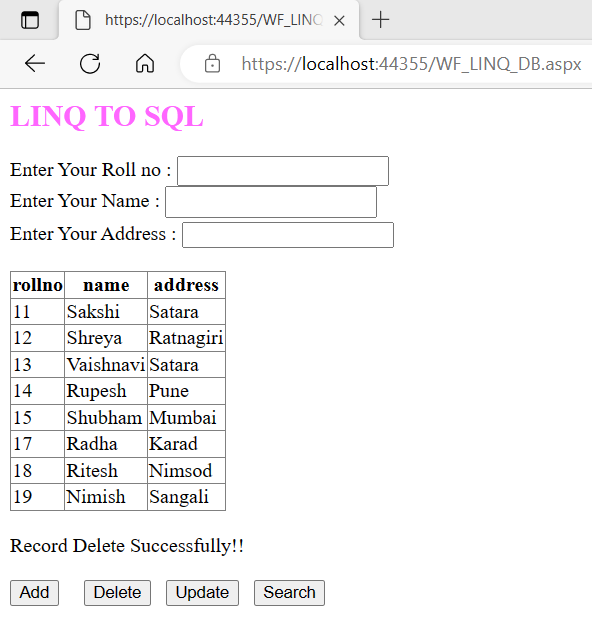 https://localhost:44355/WF_LINQ
https://localhost:44355/WF_LINQ_DB.aspx
LINQ TO SQL
Enter Your Roll no :
Enter Your Name :
Enter Your Address :
rollno name address
11 Sakshi Satara
12 Shreya Ratnagiri
13 Vaishnavi Satara
14 Rupesh Pune
15 Shubham Mumbai
17 Radha Karad
18 Ritesh Nimsod
19 Nimish Sangali
Record Delete Successfully!!
Add Delete Update Search